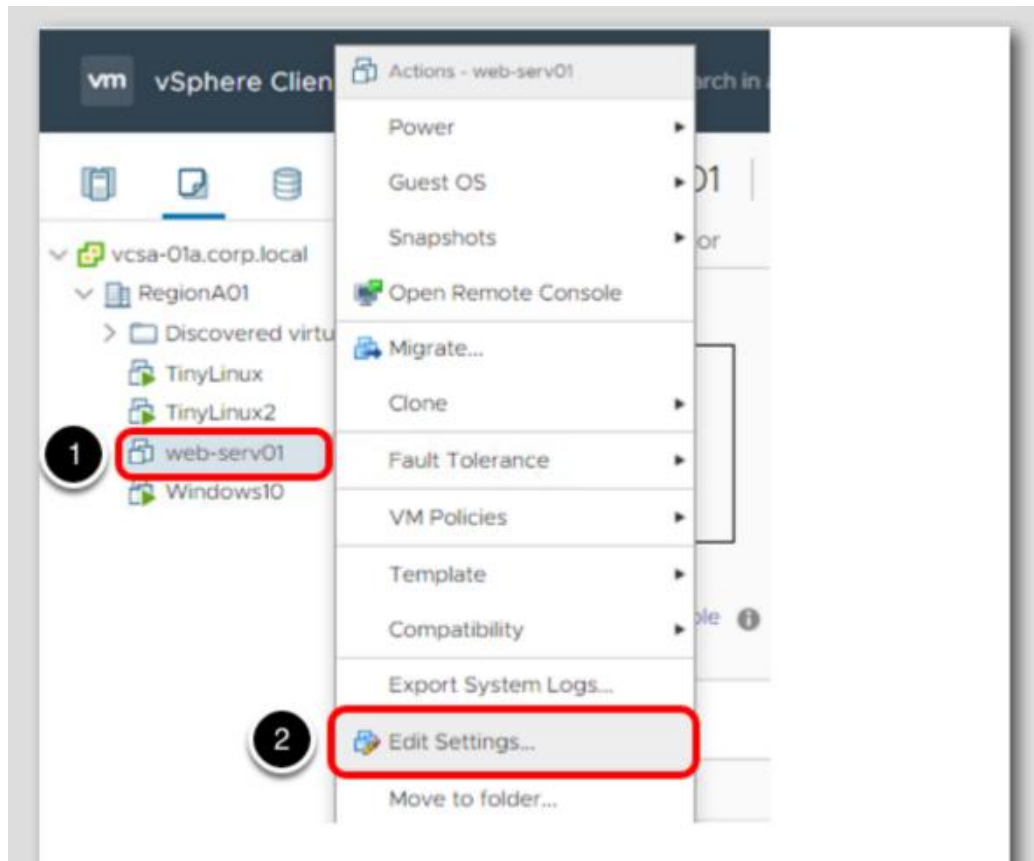 vm vSphere Clien
Actions - web-serv01
arch in
Power
Guest OS
01
Snapshots
or
vcsa-01a.corp.local
RegionA01
Open Remote Console
Discovered virtu
Migrate...
TinyLinux
Clone
TinyLinux2
1
web-serv01
Fault Tolerance
Windows10
VM Policies
Template
Compatibility
ole
Export System Logs...
2
Edit Settings...
Move to folder...